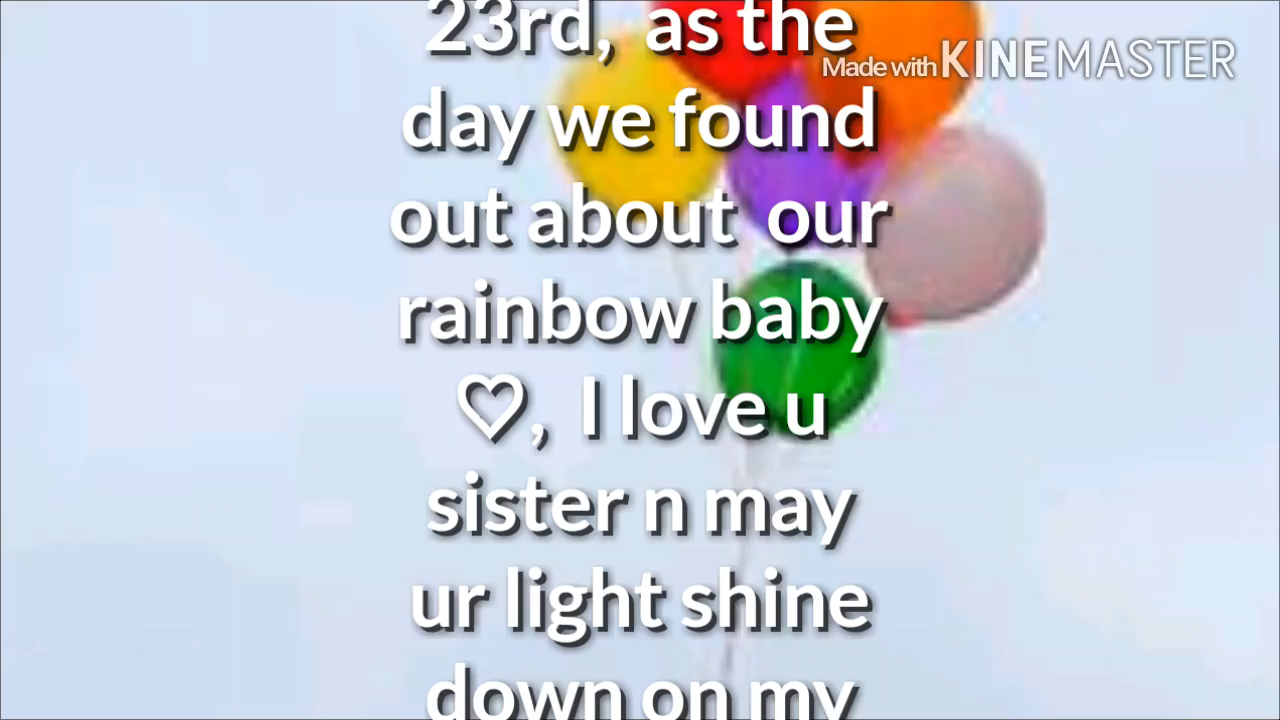 23rd, as the
Made with KINEMASTER
day we found
out about our
rainbow baby
♡, I love u
sister n may
ur light shine
down on my